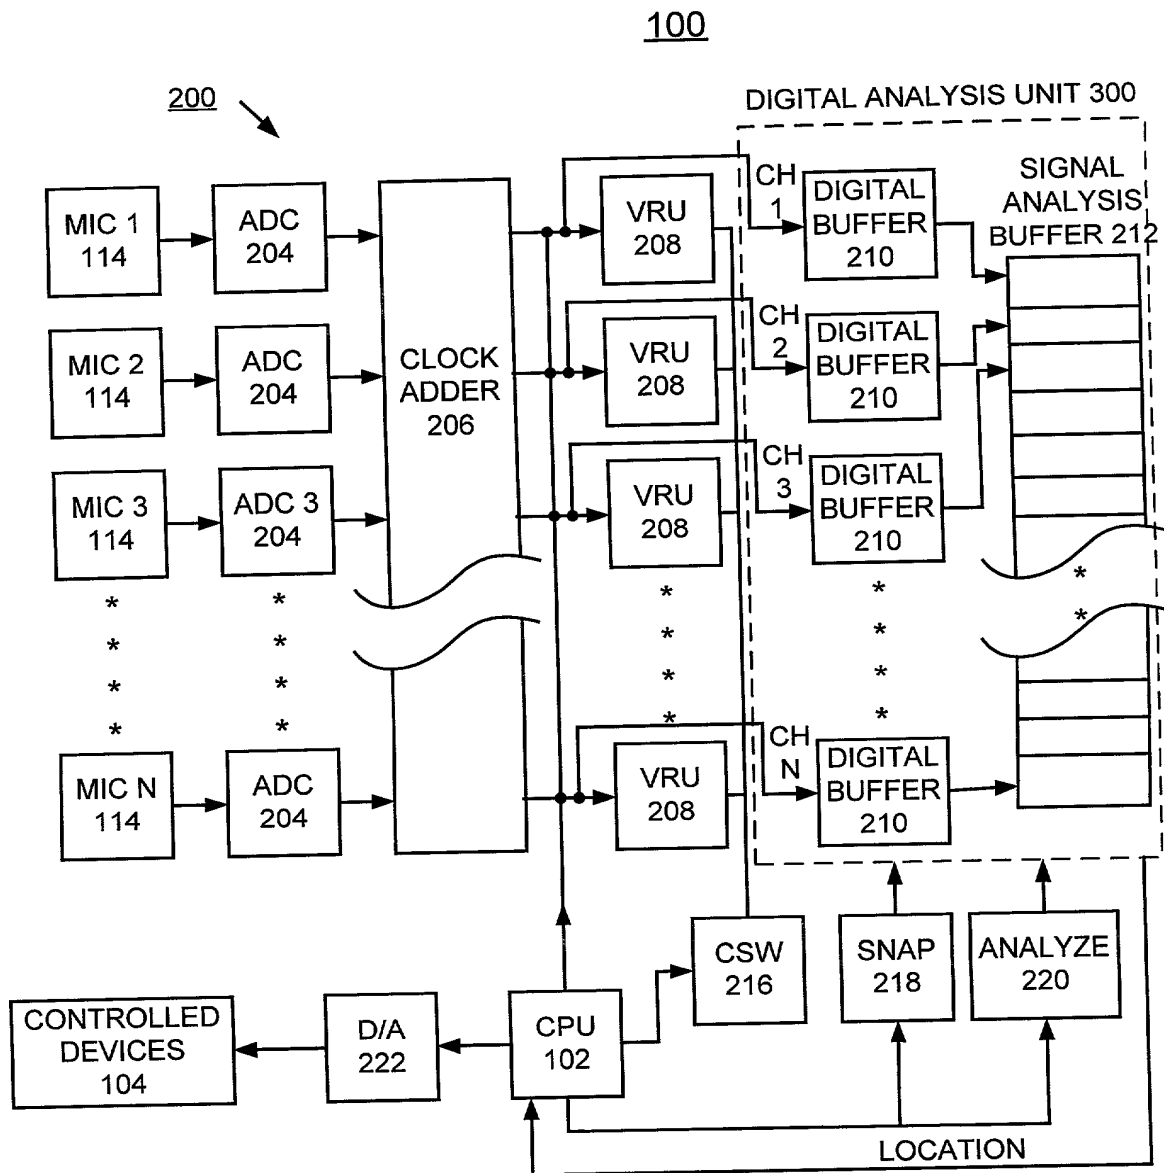 100
200
DIGITAL ANALYSIS UNIT 300
MIC 1
114
ADC
204
VRU
208
CH
1
DIGITAL
BUFFER
210
SIGNAL
ANALYSIS
BUFFER 212
MIC 2
114
ADC
204
CLOCK
ADDER
206
VRU
208
CH
2
DIGITAL
BUFFER
210
MIC 3
114
ADC 3
204
VRU
208
CH
3
DIGITAL
BUFFER
210
* * * * *
* * * * *
* * * *
* * * *
MIC N
114
ADC
204
VRU
208
CH
N
DIGITAL
BUFFER
210
CSW
216
SNAP
218
ANALYZE
220
CONTROLLED
DEVICES
104
D/A
222
CPU
102
LOCATION